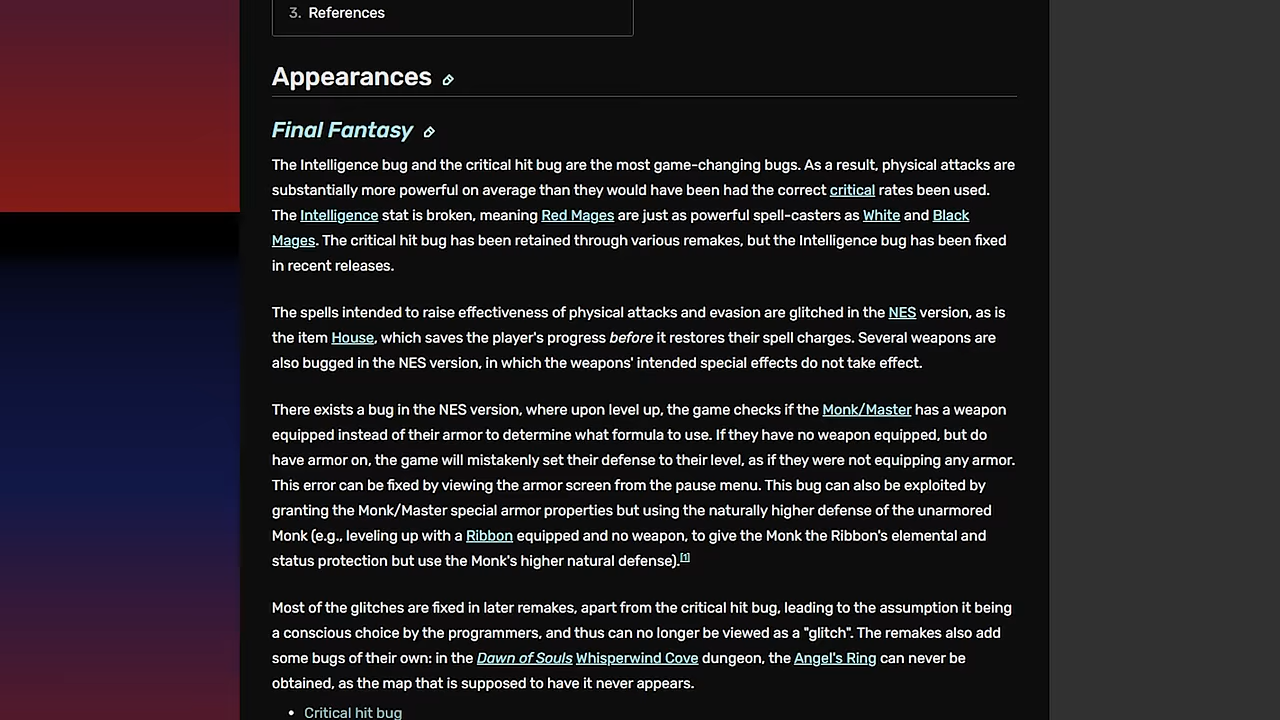 3. References
Appearances
Final Fantasy
The Intelligence bug and the critical hit bug are the most game-changing bugs. As a result, physical attacks are
substantially more powerful on average than they would have been had the correct critical rates been used.
The Intelligence stat is broken, meaning Red Mages are just as powerful spell-casters as White and Black
Mages. The critical hit bug has been retained through various remakes, but the Intelligence bug has been fixed
in recent releases.
The spells intended to raise effectiveness of physical attacks and evasion are glitched in the NES version, as is
the item House, which saves the player's progress before it restores their spell charges. Several weapons are
also bugged in the NES version, in which the weapons' intended special effects do not take effect.
There exists a bug in the NES version, where upon level up, the game checks if the Monk/Master has a weapon
equipped instead of their armor to determine what formula to use. If they have no weapon equipped, but do
have armor on, the game will mistakenly set their defense to their level, as if they were not equipping any armor.
This error can be fixed by viewing the armor screen from the pause menu. This bug can also be exploited by
granting the Monk/Master special armor properties but using the naturally higher defense of the unarmored
Monk (e.g., leveling up with a Ribbon equipped and no weapon, to give the Monk the Ribbon's elemental and
status protection but use the Monk's higher natural defense).[1]
Most of the glitches are fixed in later remakes, apart from the critical hit bug, leading to the assumption it being
a conscious choice by the programmers, and thus can no longer be viewed as a "glitch". The remakes also add
some bugs of their own: in the Dawn of Souls Whisperwind Cove dungeon, the Angel's Ring can never be
obtained, as the map that is supposed to have it never appears.
• Critical hit bug